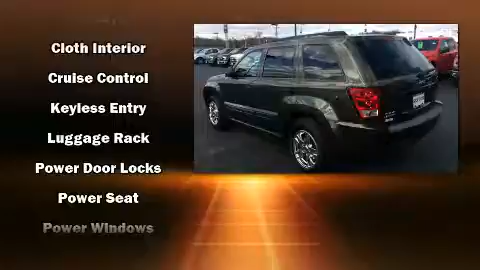 Cloth Interior
Cruise Control
Keyless Entry
Luggage Rack
Power Door Locks
Power Seat
Power Windows